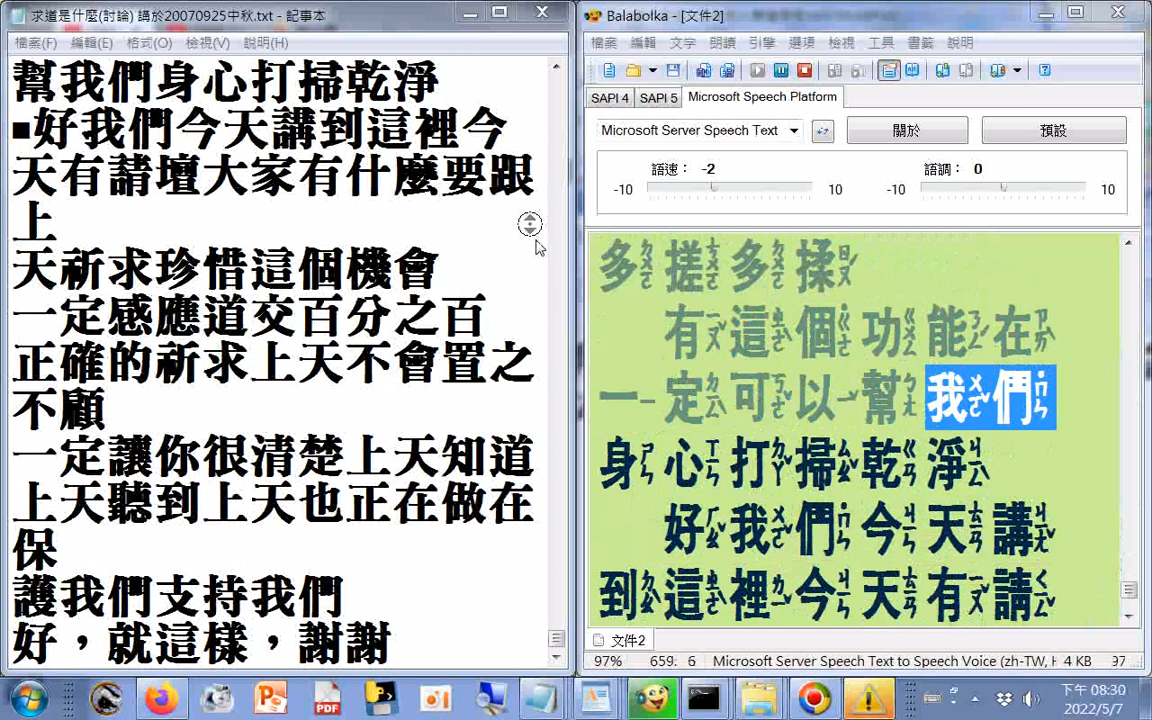 求道是什麼(討論) 講於20070925中秋.txt - 記事本
檔案(F) 編輯(E) 格式(O) 檢視(V) 說明(H)
幫我們身心打掃乾淨
■好我們今天講到這裡今
天有請壇大家有什麼要跟
上
天祈求珍惜這個機會
一定感應道交百分之百
正確的祈求上天不會置之
不顧
一定讓你很清楚上天知道
上天聽到上天也正在做在
保
護我們支持我們
好，就這樣，謝謝
Balabolka - [文件2]
檔案 編輯 文字 朗讀 引擎 選項 檢視 工具 書籤 說明
SAPI 4 SAPI 5 Microsoft Speech Platform
Microsoft Server Speech Text 關於 預設
語速： -2 語調： 0
-10 10 -10 10
多搓多揉
有這個功能在
一定可以幫我們
身心打掃乾淨
好我們今天講
到這裡今天有請
文件2
97% 659: 6 Microsoft Server Speech Text to Speech Voice (zh-TW, H 4 KB 97
下午 08:30
2022/5/7